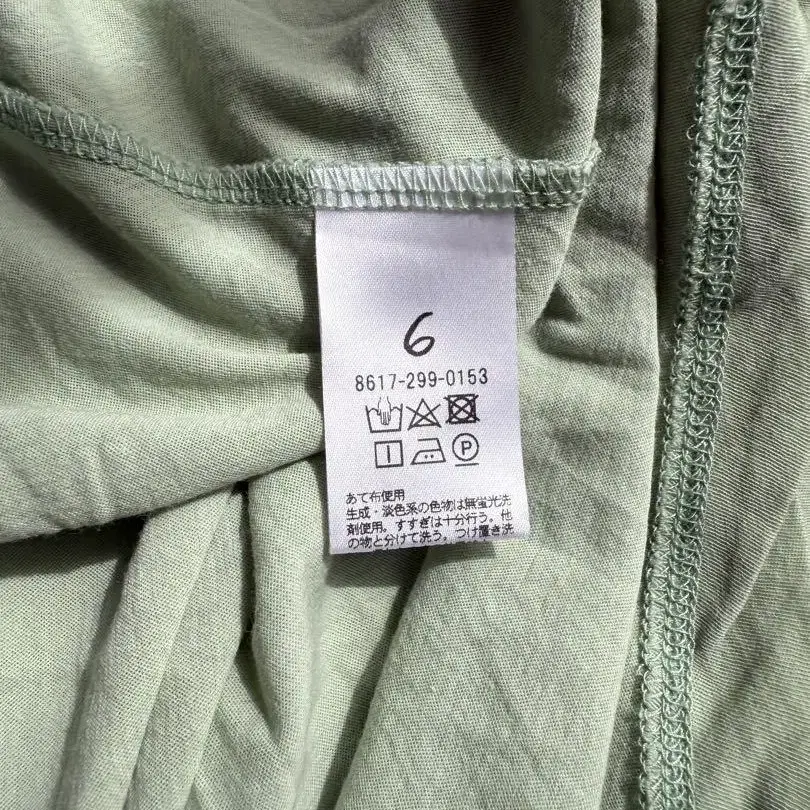 6
8617-299-0153
P
あて布使用
生成・淡色系の色物は無蛍光洗
剤使用。すすぎは十分行う。他
の物と分けて洗う。つけ置き洗